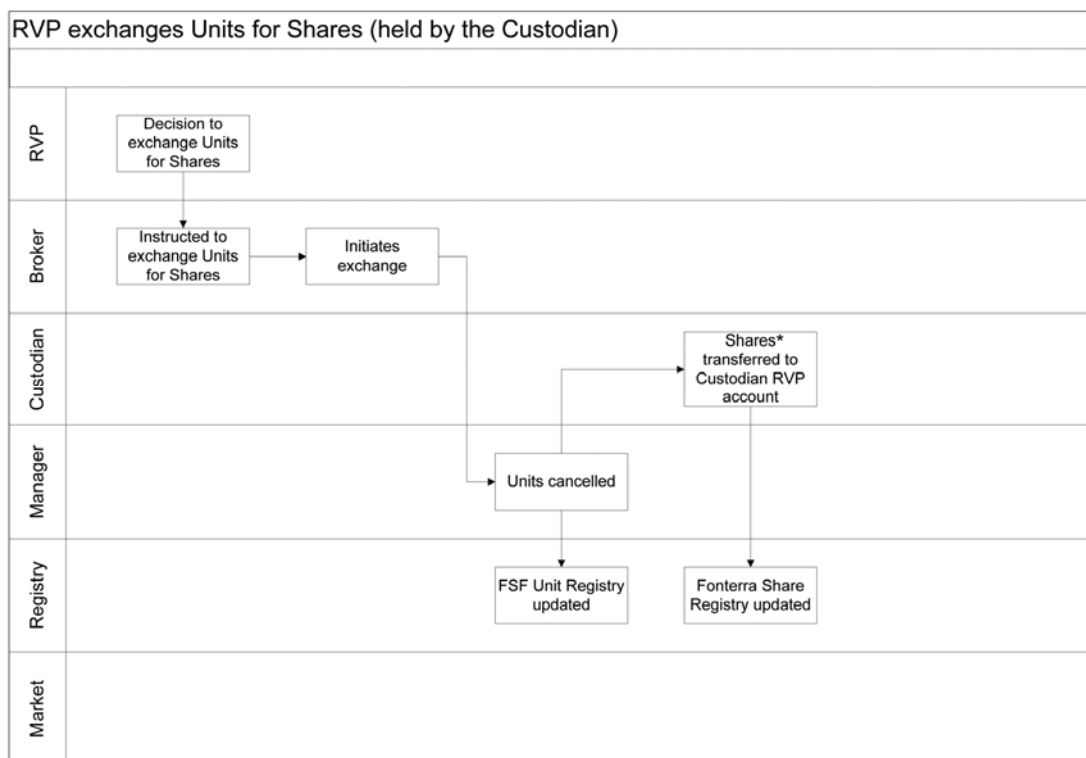 RVP exchanges Units for Shares (held by the Custodian)
RVP
Decision to
exchange Units
for Shares
Broker
Instructed to
exchange Units
for Shares
Initiates
exchange
Custodian
Shares*
transferred to
Custodian RVP
account
Manager
Units cancelled
Registry
FSF Unit Registry
updated
Fonterra Share
Registry updated
Market